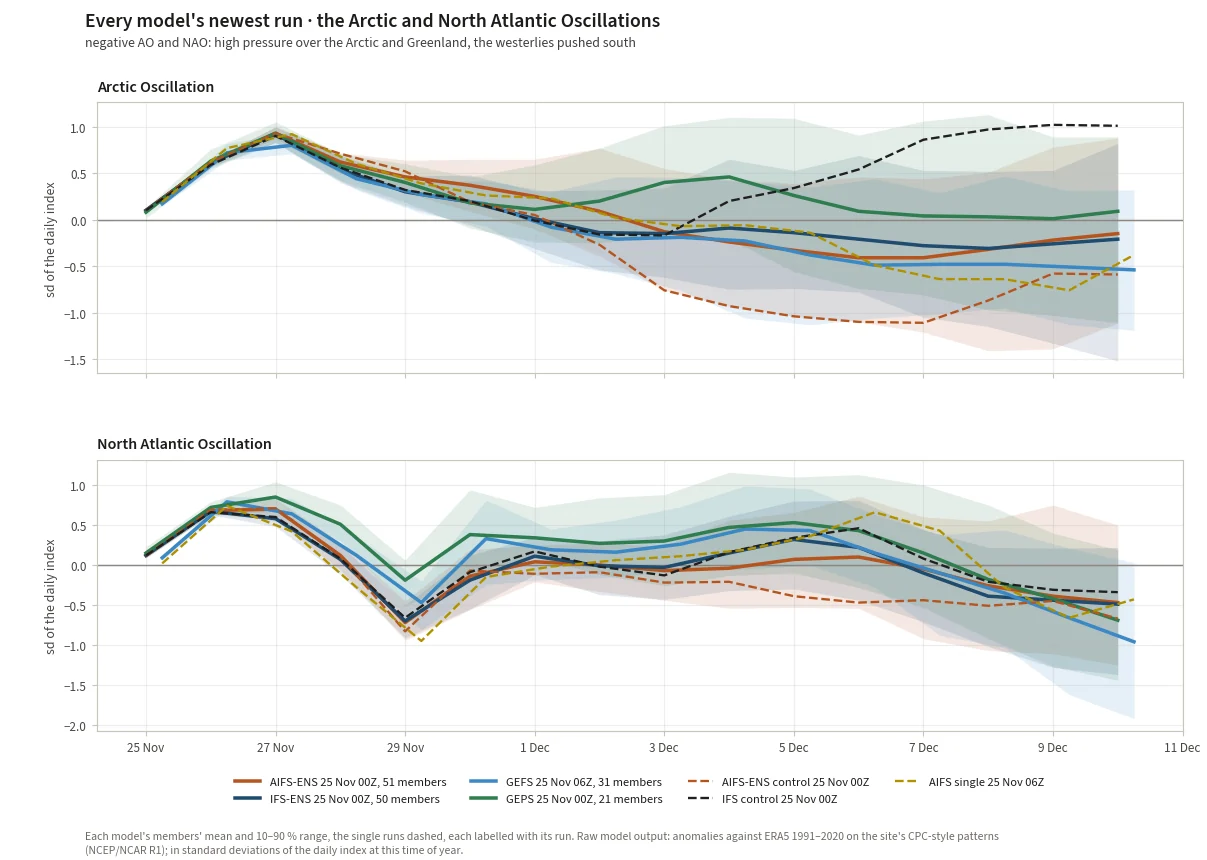 Every model's newest run · the Arctic and North Atlantic Oscillations
negative AO and NAO: high pressure over the Arctic and Greenland, the westerlies pushed south
Arctic Oscillation
1.0
0.5
0.0
−0.5
−1.0
−1.5
sd of the daily index
North Atlantic Oscillation
1.0
0.5
0.0
−0.5
−1.0
−1.5
−2.0
sd of the daily index
25 Nov 27 Nov 29 Nov 1 Dec 3 Dec 5 Dec 7 Dec 9 Dec 11 Dec
AIFS-ENS 25 Nov 00Z, 51 members GEFS 25 Nov 06Z, 31 members AIFS-ENS control 25 Nov 00Z AIFS single 25 Nov 06Z
IFS-ENS 25 Nov 00Z, 50 members GEPS 25 Nov 00Z, 21 members IFS control 25 Nov 00Z
Each model's members' mean and 10–90 % range, the single runs dashed, each labelled with its run. Raw model output: anomalies against ERA5 1991–2020 on the site's CPC-style patterns
(NCEP/NCAR R1); in standard deviations of the daily index at this time of year.